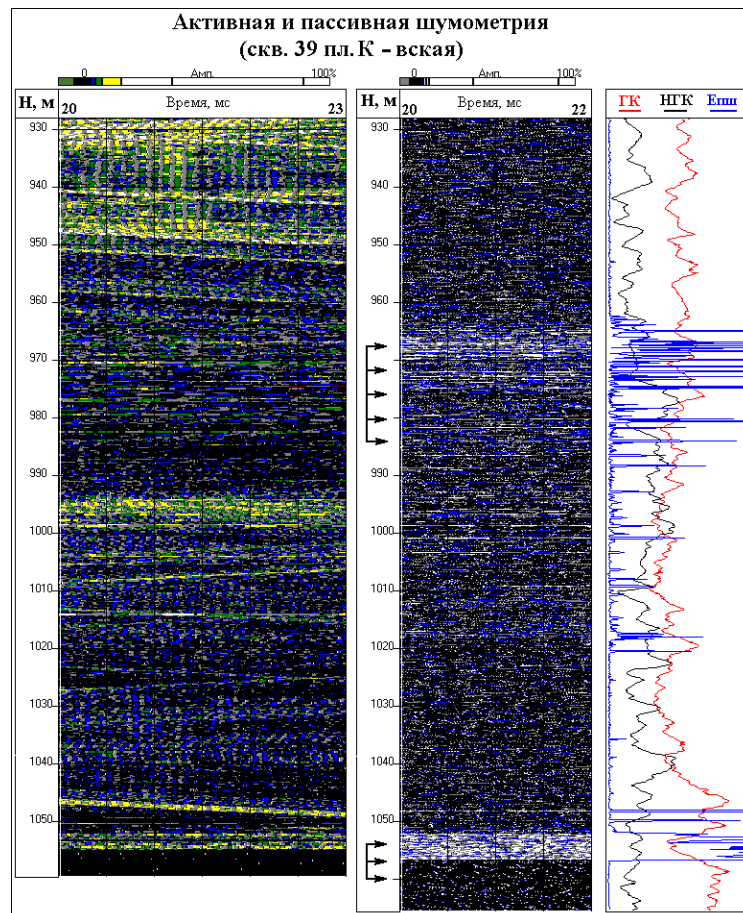 Активная и пассивная шумометрия
(скв. 39 пл. К – вская)
0 Амп. 100%
0 Амп. 100%
Н, м
20 Время, мс 23
Н, м
20 Время, мс 22
ГК НГК Епш
930
940
950
960
970
980
990
1000
1010
1020
1030
1040
1050
930
940
950
960
970
980
990
1000
1010
1020
1030
1040
1050